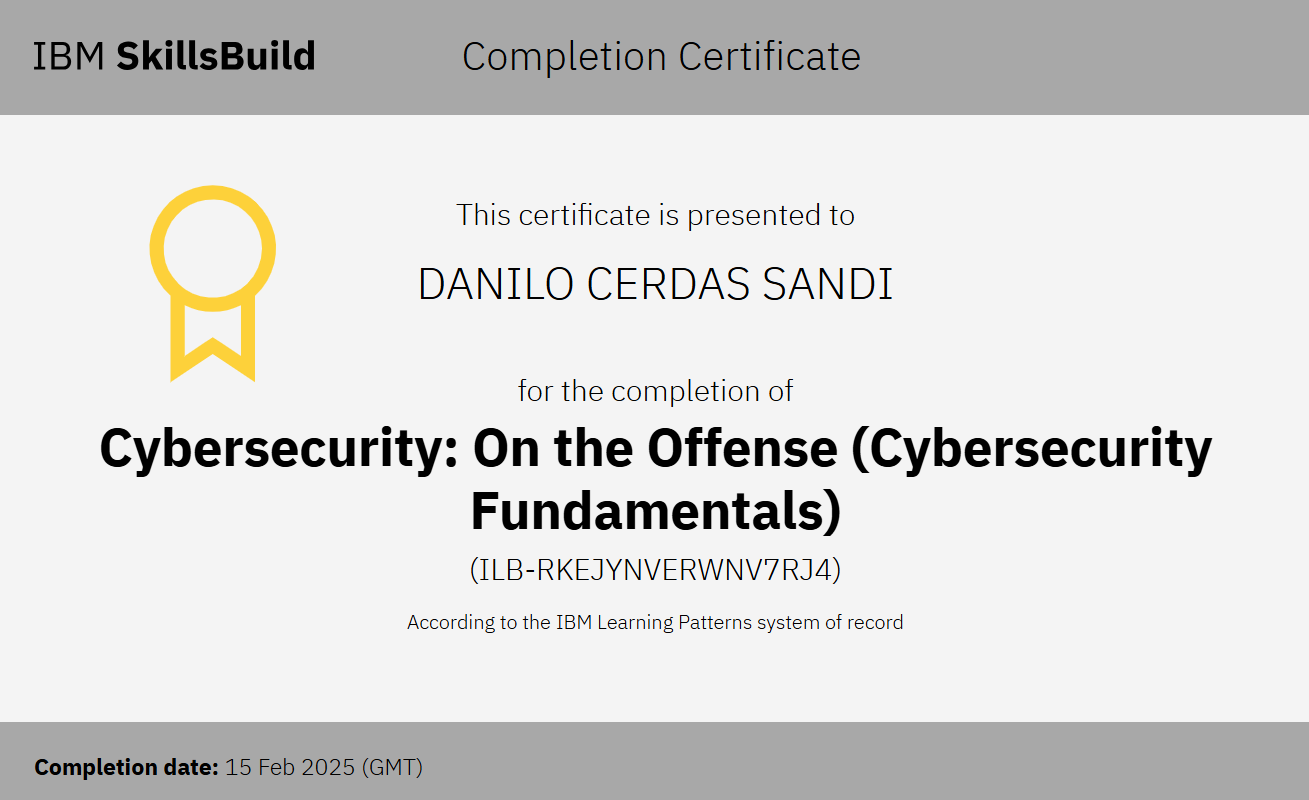 IBM SkillsBuild
Completion Certificate
This certificate is presented to
DANILO CERDAS SANDI
for the completion of
Cybersecurity: On the Offense (Cybersecurity
Fundamentals)
(ILB-RKEJYNVERWNV7RJ4)
According to the IBM Learning Patterns system of record
Completion date: 15 Feb 2025 (GMT)